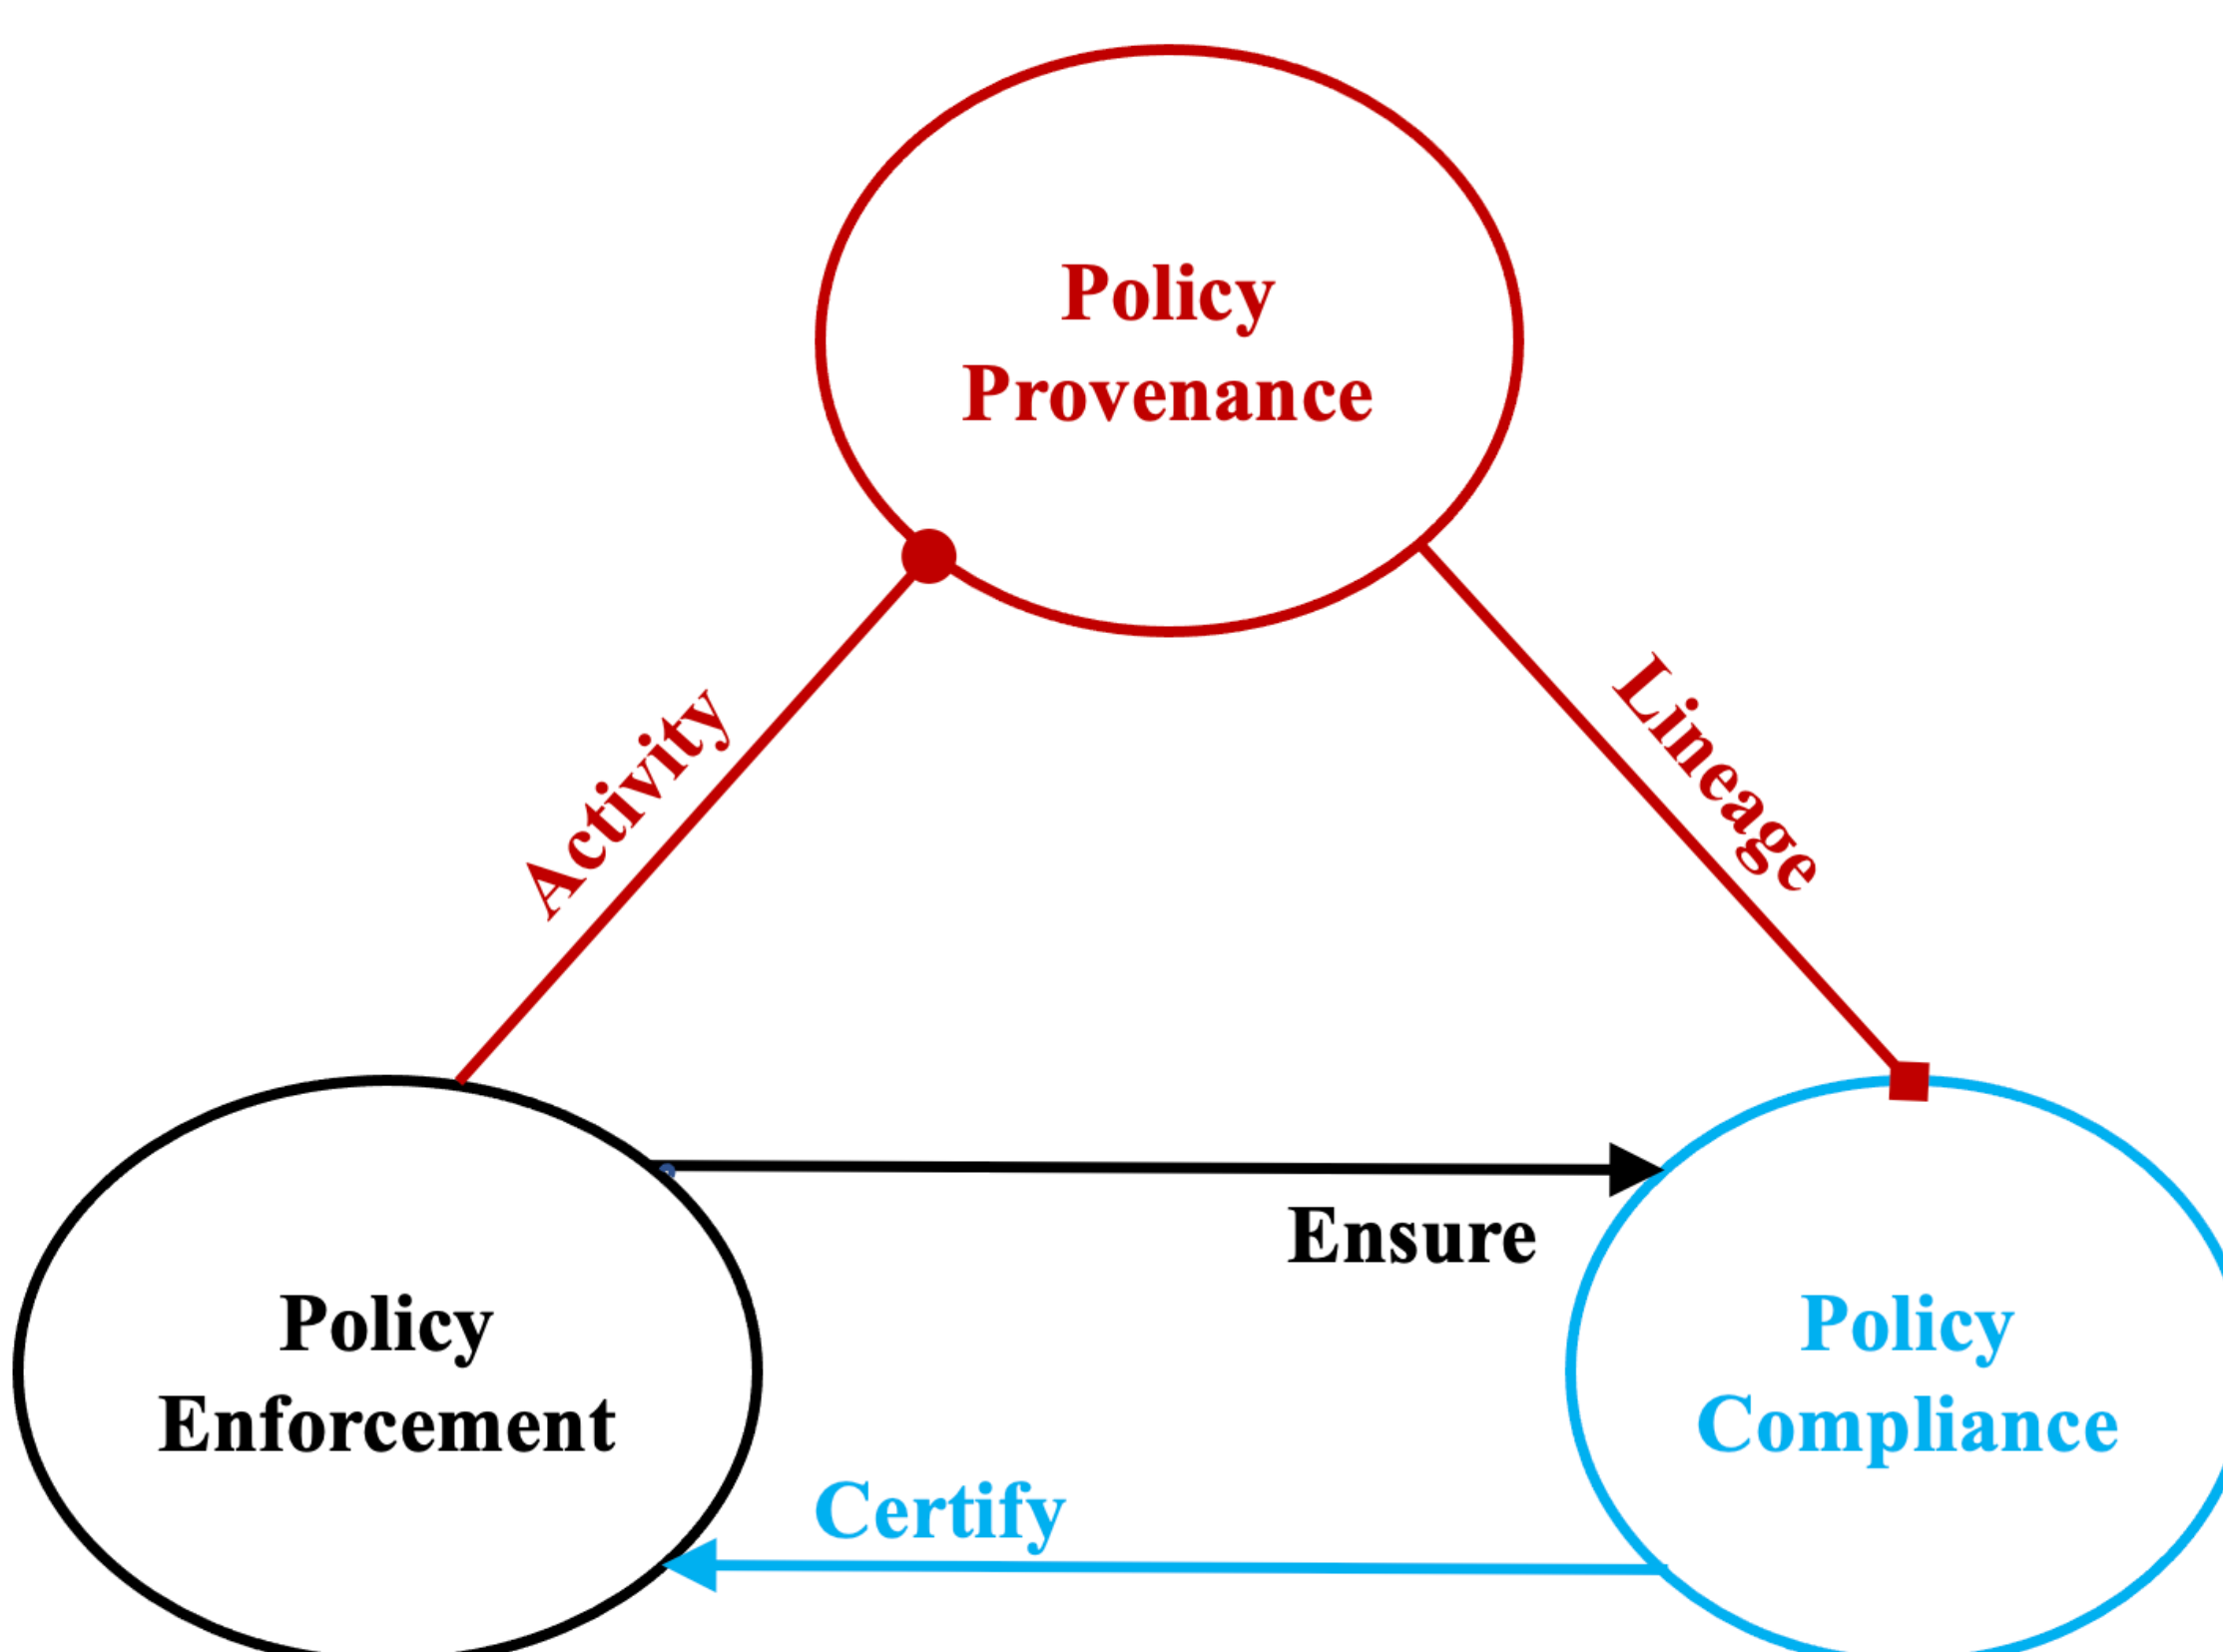 Policy
Provenance
Activity
Lineage
Ensure
Policy
Enforcement
Policy
Compliance
Certify